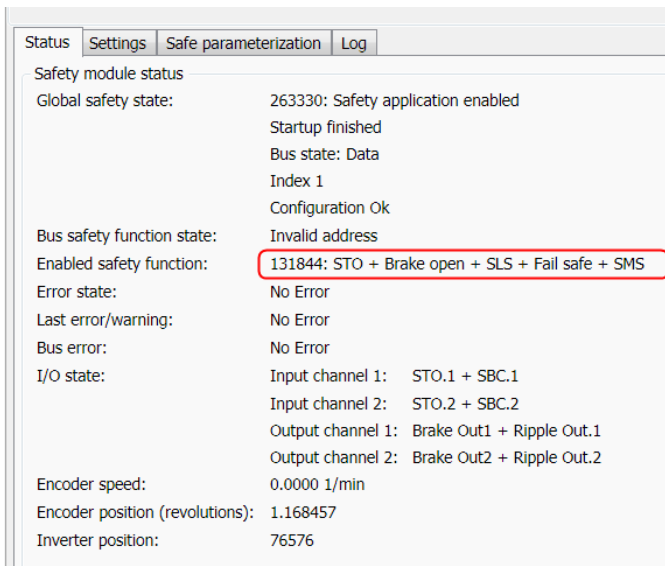 Status Settings Safe parameterization Log
Safety module status
Global safety state: 263330: Safety application enabled
Startup finished
Bus state: Data
Index 1
Configuration Ok
Bus safety function state: Invalid address
Enabled safety function: 131844: STO + Brake open + SLS + Fail safe + SMS
Error state: No Error
Last error/warning: No Error
Bus error: No Error
I/O state: Input channel 1: STO.1 + SBC.1
Input channel 2: STO.2 + SBC.2
Output channel 1: Brake Out1 + Ripple Out.1
Output channel 2: Brake Out2 + Ripple Out.2
Encoder speed: 0.0000 1/min
Encoder position (revolutions): 1.168457
Inverter position: 76576